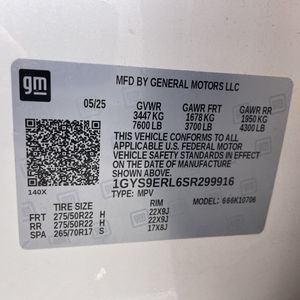 gm
MFD BY GENERAL MOTORS LLC
05/25 GVWR GAWR FRT GAWR RR
3447 KG 1678 KG 1950 KG
7600 LB 3700 LB 4300 LB
THIS VEHICLE CONFORMS TO ALL
APPLICABLE U.S. FEDERAL MOTOR
VEHICLE SAFETY
STANDARDS IN EFFECT ON THE
DATE OF MANUFACTURE
SHOWN ABOVE.
1GYS9ERL6SR299916
140X TYPE: MPV MODEL: 666K10706
TIRE SIZE RIM
FRT 275/50R22 H 22X9J
RR 275/50R22 H 22X9J
SPA 265/70R17 S 17X8J